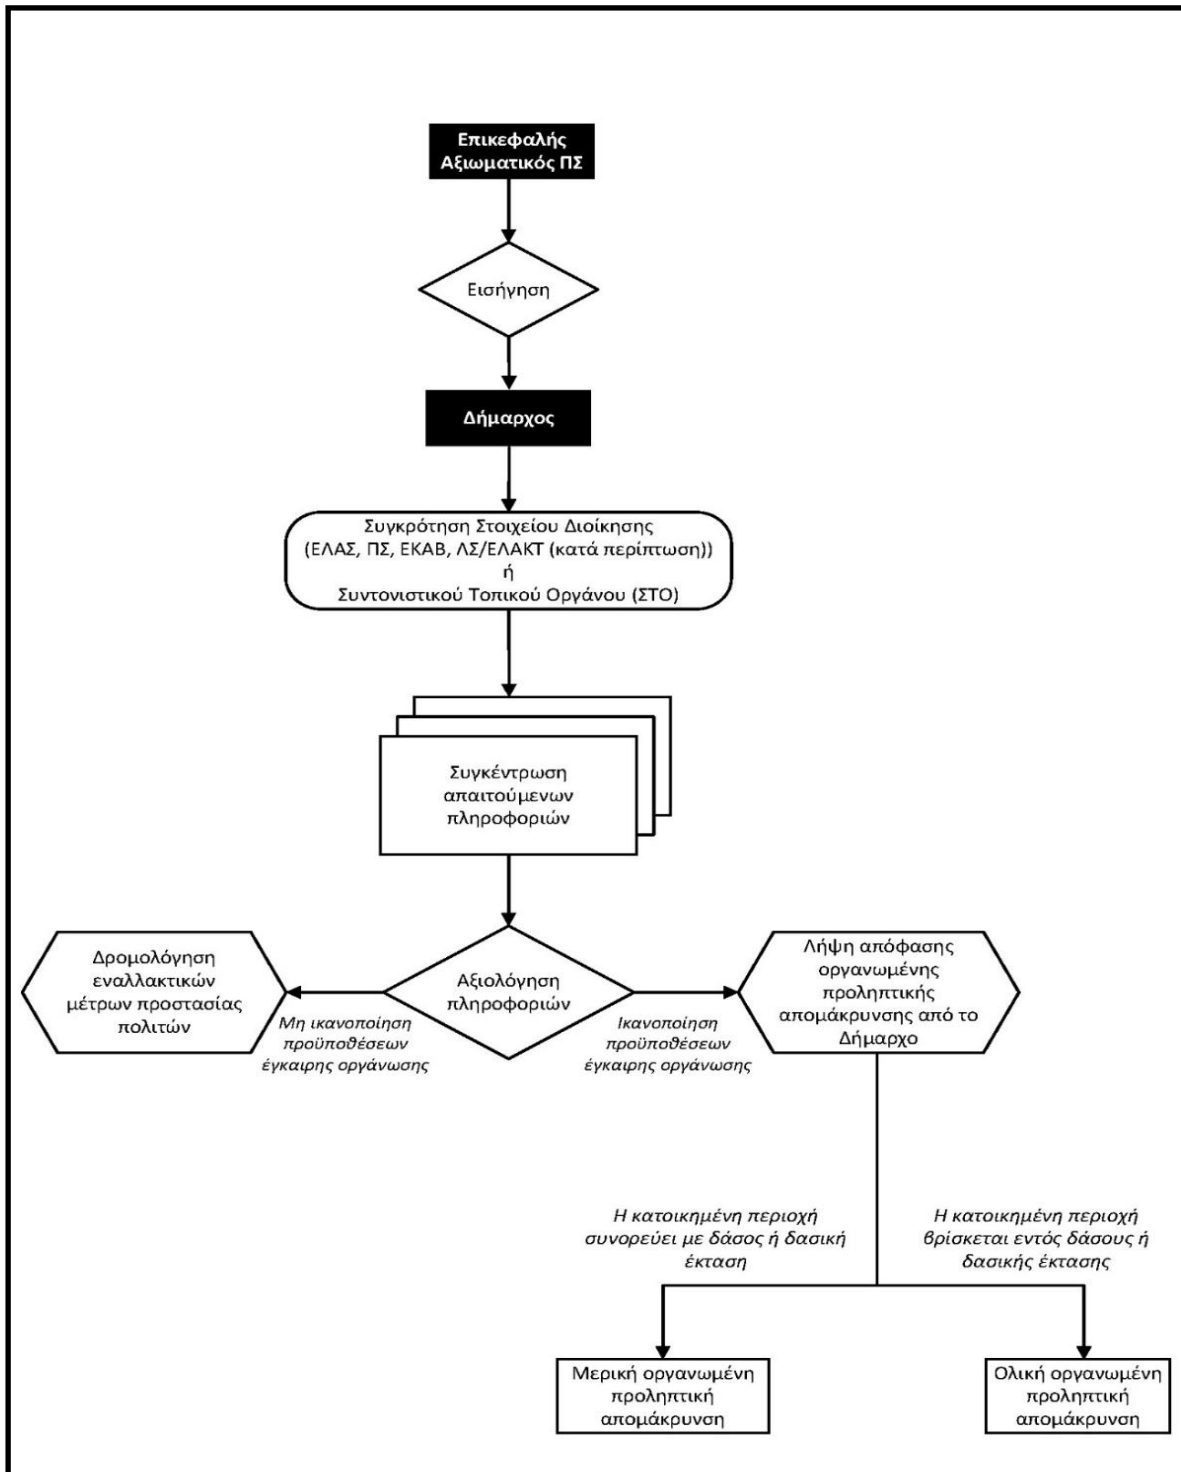 Επικεφαλής
Αξιωματικός ΠΣ
Εισήγηση
Δήμαρχος
Συγκρότηση Στοιχείου Διοίκησης
(ΕΛΑΣ, ΠΣ, ΕΚΑΒ, ΛΣ/ΕΛΑΚΤ (κατά περίπτωση))
ή
Συντονιστικού Τοπικού Οργάνου (ΣΤΟ)
Συγκέντρωση
απαιτούμενων
πληροφοριών
Δρομολόγηση
εναλλακτικών
μέτρων προστασίας
πολιτών
Μη ικανοποίηση
προϋποθέσεων
έγκαιρης οργάνωσης
Αξιολόγηση
πληροφοριών
Ικανοποίηση
προϋποθέσεων
έγκαιρης οργάνωσης
Λήψη απόφασης
οργανωμένης
προληπτικής
απομάκρυνσης από το
Δήμαρχο
Η κατοικημένη περιοχή
συνορεύει με δάσος ή δασική
έκταση
Η κατοικημένη περιοχή
βρίσκεται εντός δάσους ή
δασικής έκτασης
Μερική οργανωμένη
προληπτική
απομάκρυνση
Ολική οργανωμένη
προληπτική
απομάκρυνση